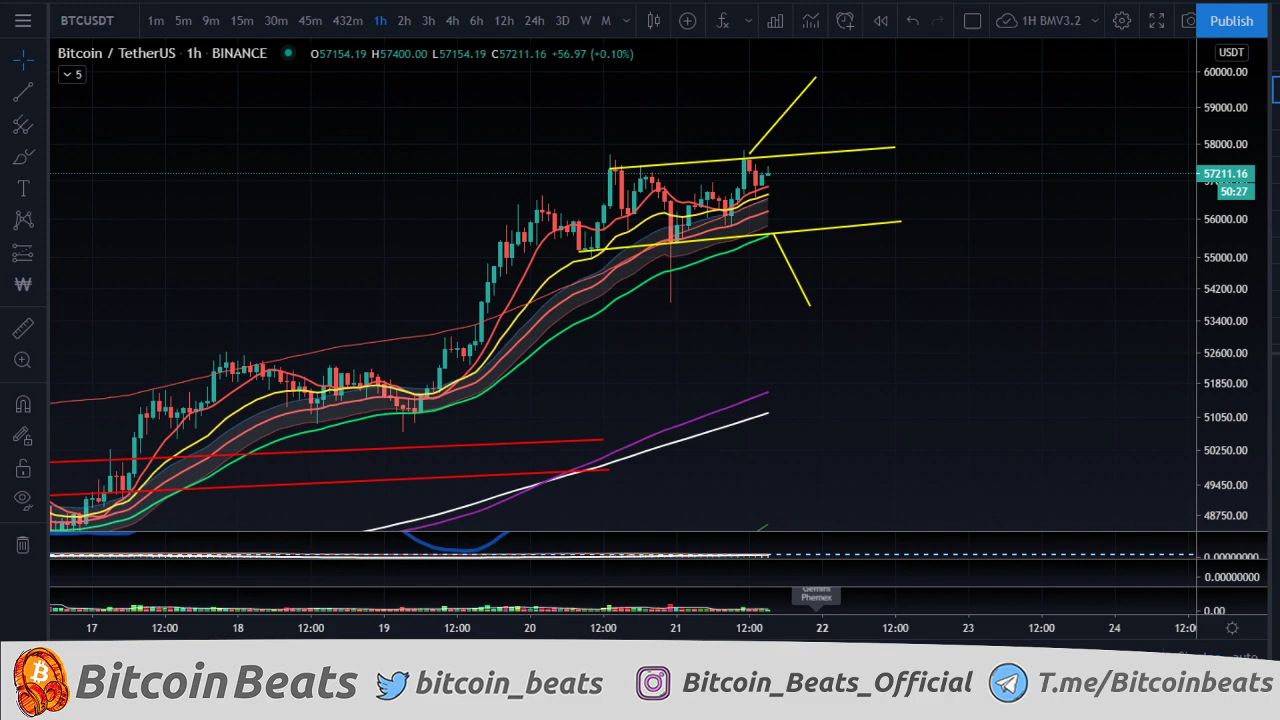 BTCUSDT 1m 5m 9m 15m 30m 45m 432m 1h 2h 3h 4h 6h 12h 24h 3D W M 1H BMV3.2 Publish
Bitcoin / TetherUS · 1h · BINANCE O57154.19 H57400.00 L57154.19 C57211.16 +56.97 (+0.10%)
USDT
5
60000.00
59000.00
58000.00
57211.16
50:27
56000.00
55000.00
54200.00
53400.00
52600.00
51850.00
51050.00
50250.00
49450.00
48750.00
0.00000000
0.00000000
Gemini
Phemex
0.00
17 12:00 18 12:00 19 12:00 20 12:00 21 12:00 22 12:00 23 12:00 24
auto
Bitcoin Beats bitcoin_beats Bitcoin_Beats_Official T.me/Bitcoinbeats